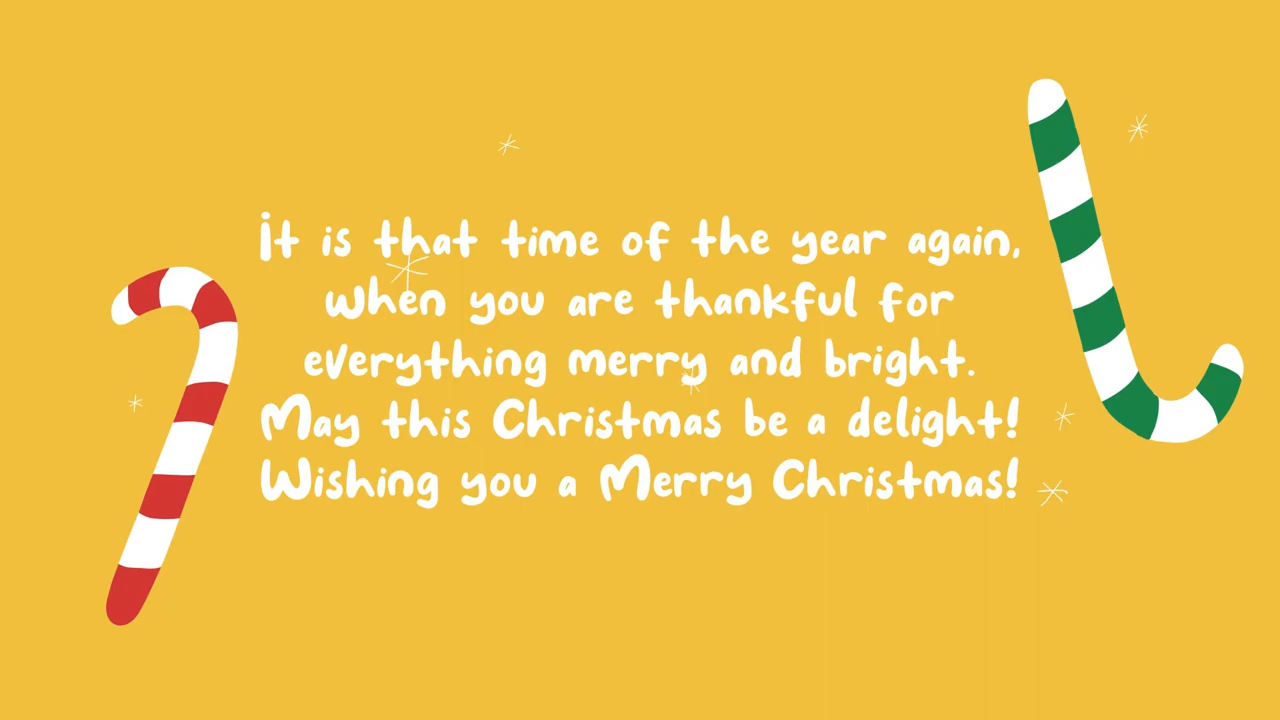 It is that time of the year again,
when you are thankful for
everything merry and bright.
May this Christmas be a delight!
Wishing you a Merry Christmas!